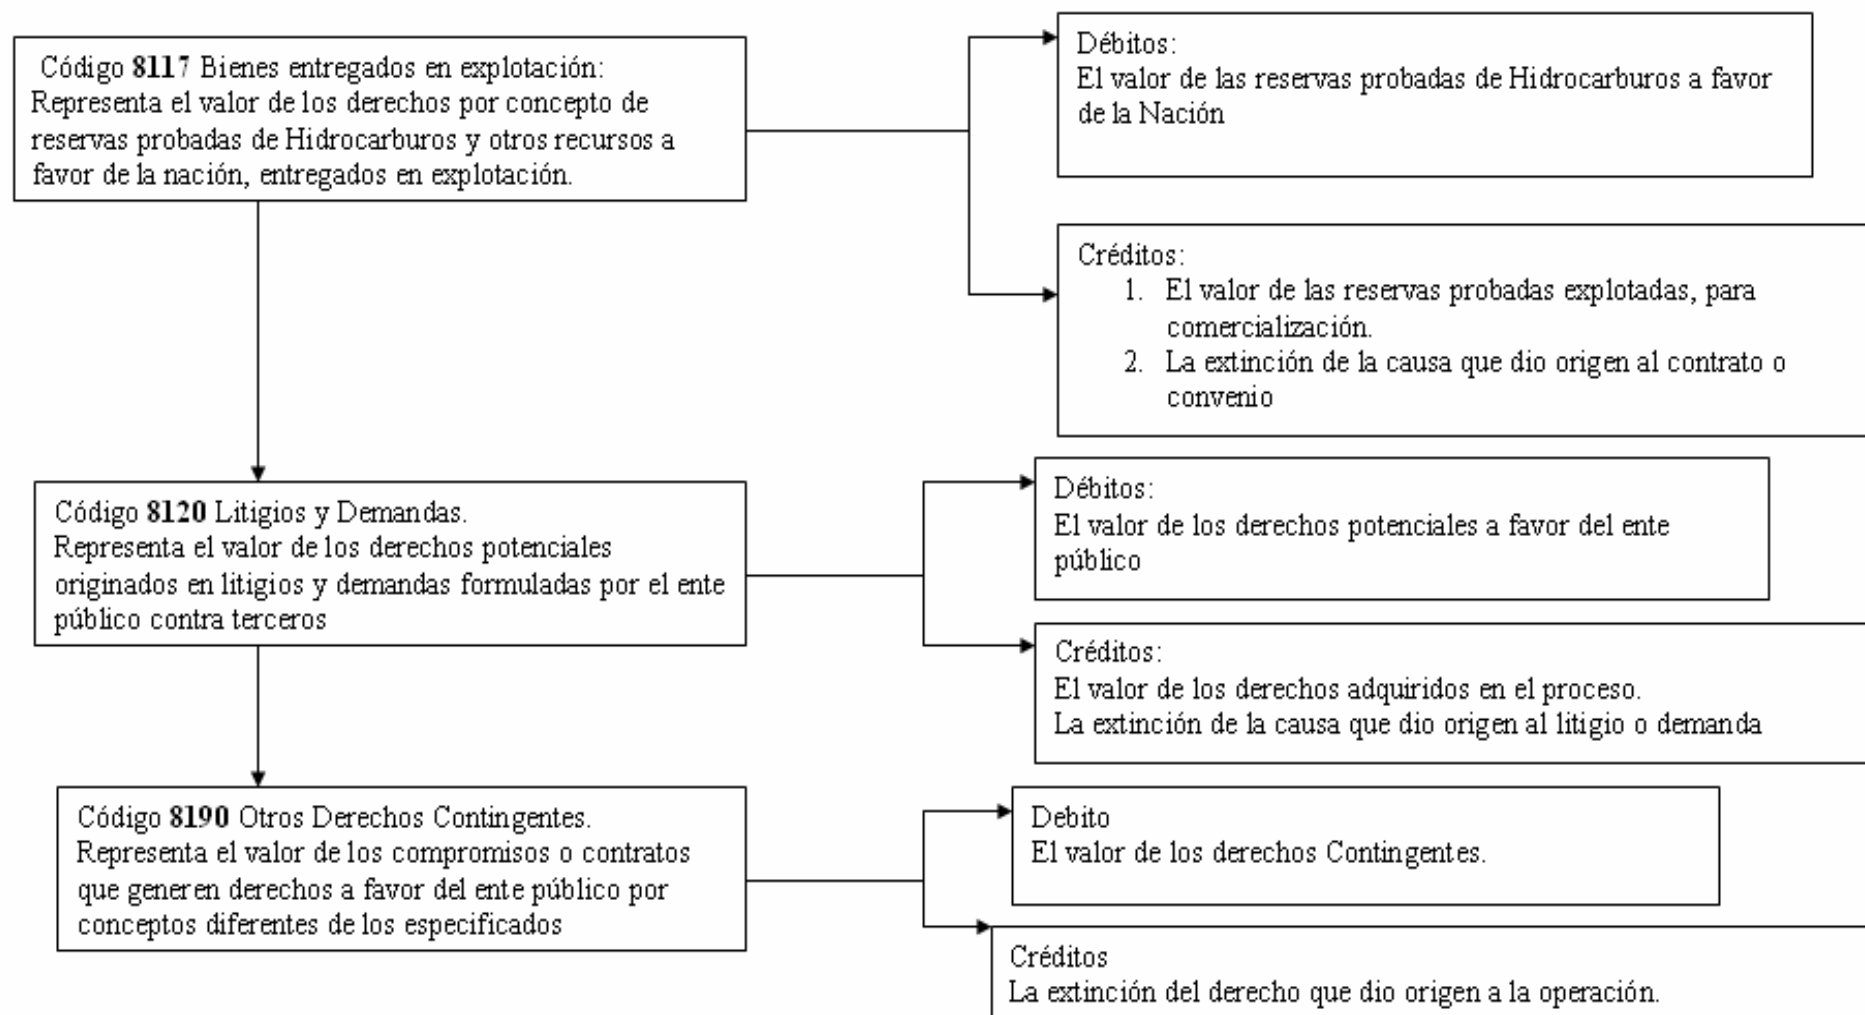 Código 8117 Bienes entregados en explotación:
Representa el valor de los derechos por concepto de
reservas probadas de Hidrocarburos y otros recursos a
favor de la nación, entregados en explotación.
Débitos:
El valor de las reservas probadas de Hidrocarburos a favor
de la Nación
Créditos:
1. El valor de las reservas probadas explotadas, para
comercialización.
2. La extinción de la causa que dio origen al contrato o
convenio
Código 8120 Litigios y Demandas.
Representa el valor de los derechos potenciales
originados en litigios y demandas formuladas por el ente
público contra terceros
Débitos:
El valor de los derechos potenciales a favor del ente
público
Créditos:
El valor de los derechos adquiridos en el proceso.
La extinción de la causa que dio origen al litigio o demanda
Código 8190 Otros Derechos Contingentes.
Representa el valor de los compromisos o contratos
que generen derechos a favor del ente público por
conceptos diferentes de los especificados
Debito
El valor de los derechos Contingentes.
Créditos
La extinción del derecho que dio origen a la operación.